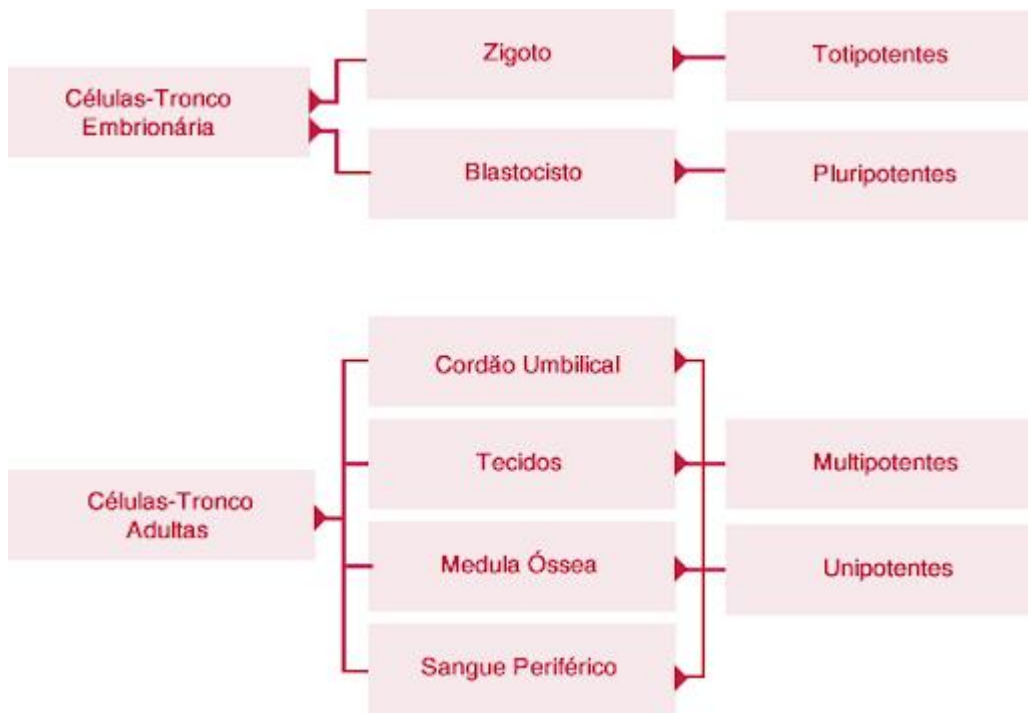 Células-Tronco
Embrionária
Zigoto
Totipotentes
Blastocisto
Pluripotentes
Células-Tronco
Adultas
Cordão Umbilical
Tecidos
Medula Óssea
Sangue Periférico
Multipotentes
Unipotentes